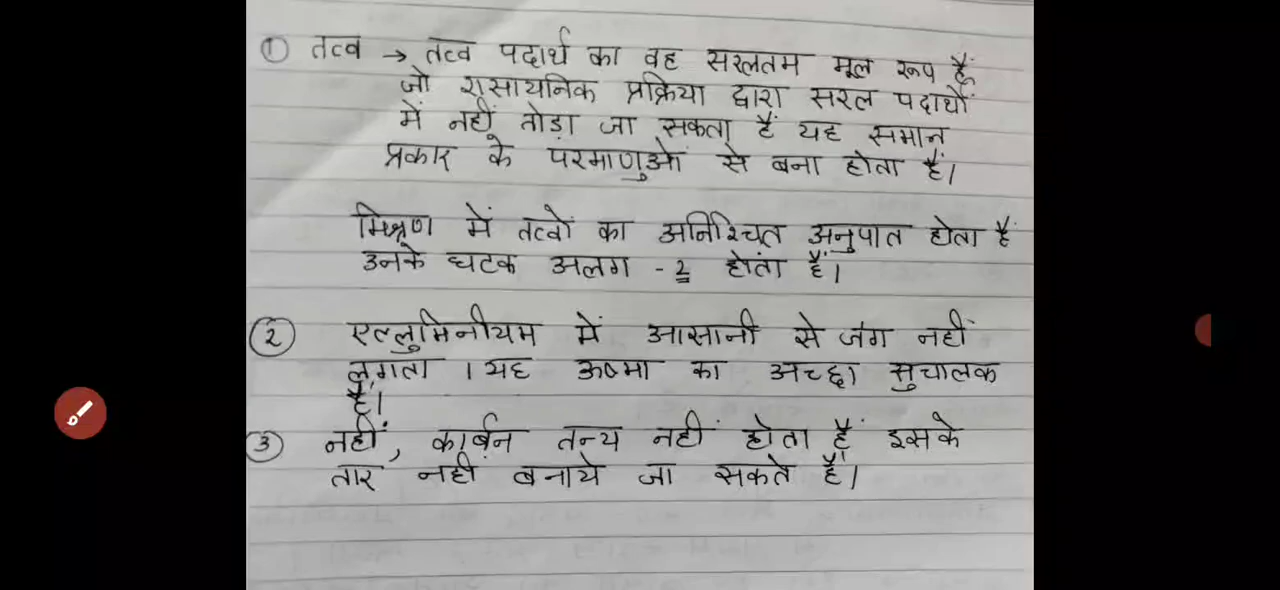 ① तत्व → तत्व पदार्थ का वह सरलतम मूल रूप हैं
जो रासायनिक प्रक्रिया द्वारा सरल पदार्थो
में नहीं तोड़ा जा सकता हैं यह समान
प्रकार के परमाणुओं से बना होता हैं।
मिश्रण में तत्वों का अनिश्चित अनुपात होता हैं
उनके घटक अलग - 2 होता हैं।
② एल्लुमिनीयम में आसानी से जंग नहीं
लगता । यह ऊष्मा का अच्छा सुचालक
हैं।
③ नहीं, कार्बन तन्य नहीं होता हैं इसके
तार नहीं बनाये जा सकते हैं।